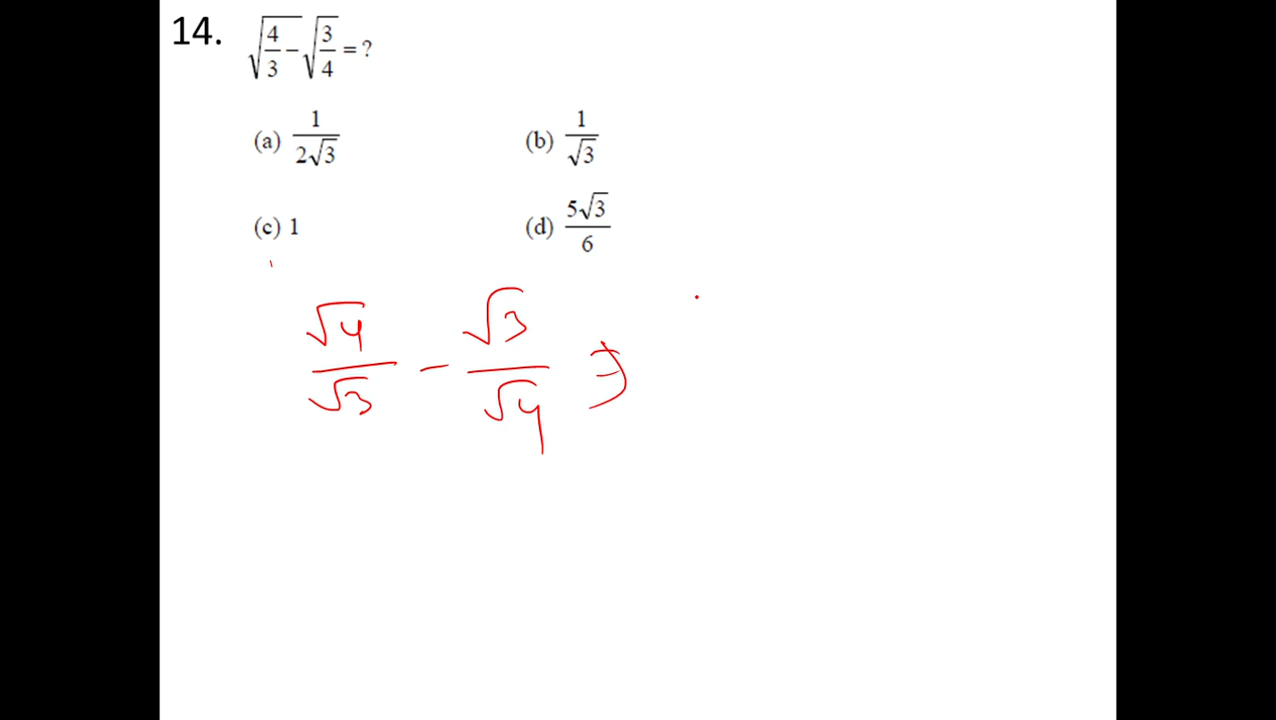 14. √(4/3) − √(3/4) = ?
(a) 1/(2√3) (b) 1/√3
(c) 1 (d) 5√3/6
√4/√3 − √3/√4 ⇒